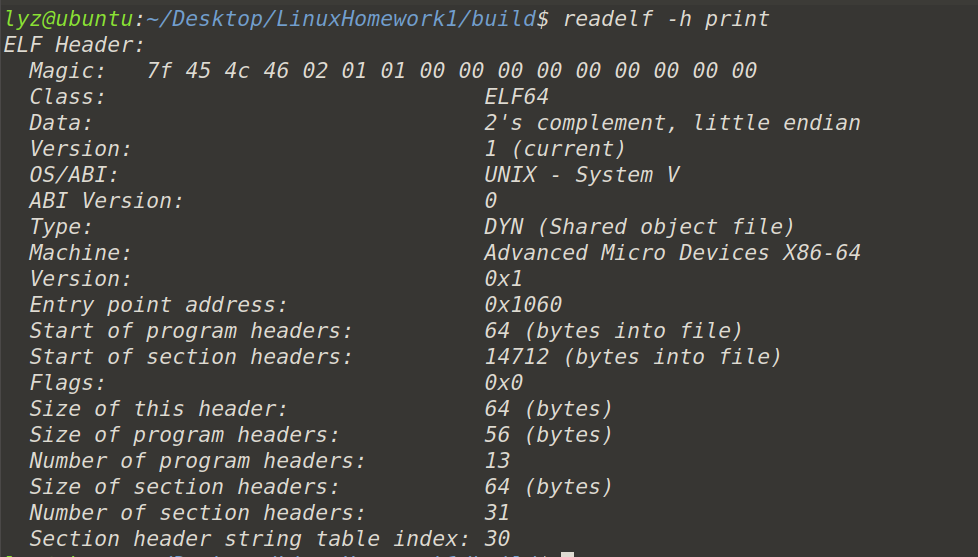 lyz@ubuntu:~/Desktop/LinuxHomework1/build$ readelf -h print
ELF Header:
  Magic:   7f 45 4c 46 02 01 01 00 00 00 00 00 00 00 00 00
  Class:                             ELF64
  Data:                              2's complement, little endian
  Version:                           1 (current)
  OS/ABI:                            UNIX - System V
  ABI Version:                       0
  Type:                              DYN (Shared object file)
  Machine:                           Advanced Micro Devices X86-64
  Version:                           0x1
  Entry point address:               0x1060
  Start of program headers:          64 (bytes into file)
  Start of section headers:          14712 (bytes into file)
  Flags:                             0x0
  Size of this header:               64 (bytes)
  Size of program headers:           56 (bytes)
  Number of program headers:         13
  Size of section headers:           64 (bytes)
  Number of section headers:         31
  Section header string table index: 30